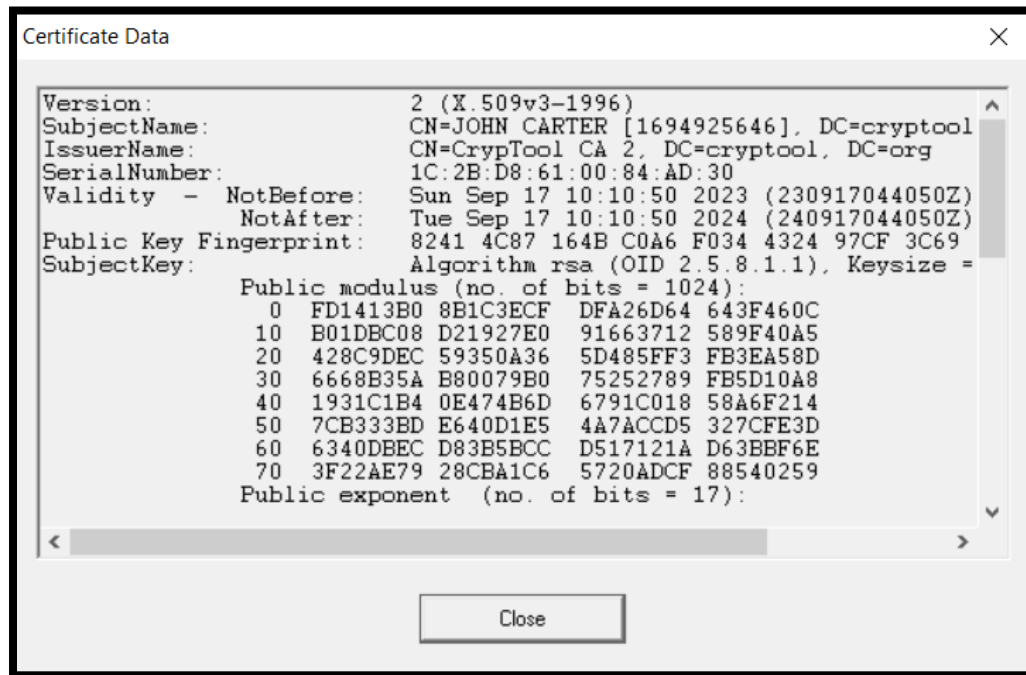 Certificate Data
Version: 2 (X.509v3-1996)
SubjectName: CN=JOHN CARTER [1694925646], DC=cryptool
IssuerName: CN=CrypTool CA 2, DC=cryptool, DC=org
SerialNumber: 1C:2B:D8:61:00:84:AD:30
Validity - NotBefore: Sun Sep 17 10:10:50 2023 (230917044050Z)
NotAfter: Tue Sep 17 10:10:50 2024 (240917044050Z)
Public Key Fingerprint: 8241 4C87 164B C0A6 F034 4324 97CF 3C69
SubjectKey: Algorithm rsa (OID 2.5.8.1.1), Keysize =
Public modulus (no. of bits = 1024):
0 FD1413B0 8B1C3ECF DFA26D64 643F460C
10 B01DBC08 D21927E0 91663712 589F40A5
20 428C9DEC 59350A36 5D485FF3 FB3EA58D
30 6668B35A B80079B0 75252789 FB5D10A8
40 1931C1B4 0E474B6D 6791C018 58A6F214
50 7CB333BD E640D1E5 4A7ACCD5 327CFE3D
60 6340DBEC D83B5BCC D517121A D63BBF6E
70 3F22AE79 28CBA1C6 5720ADCF 88540259
Public exponent (no. of bits = 17):
Close